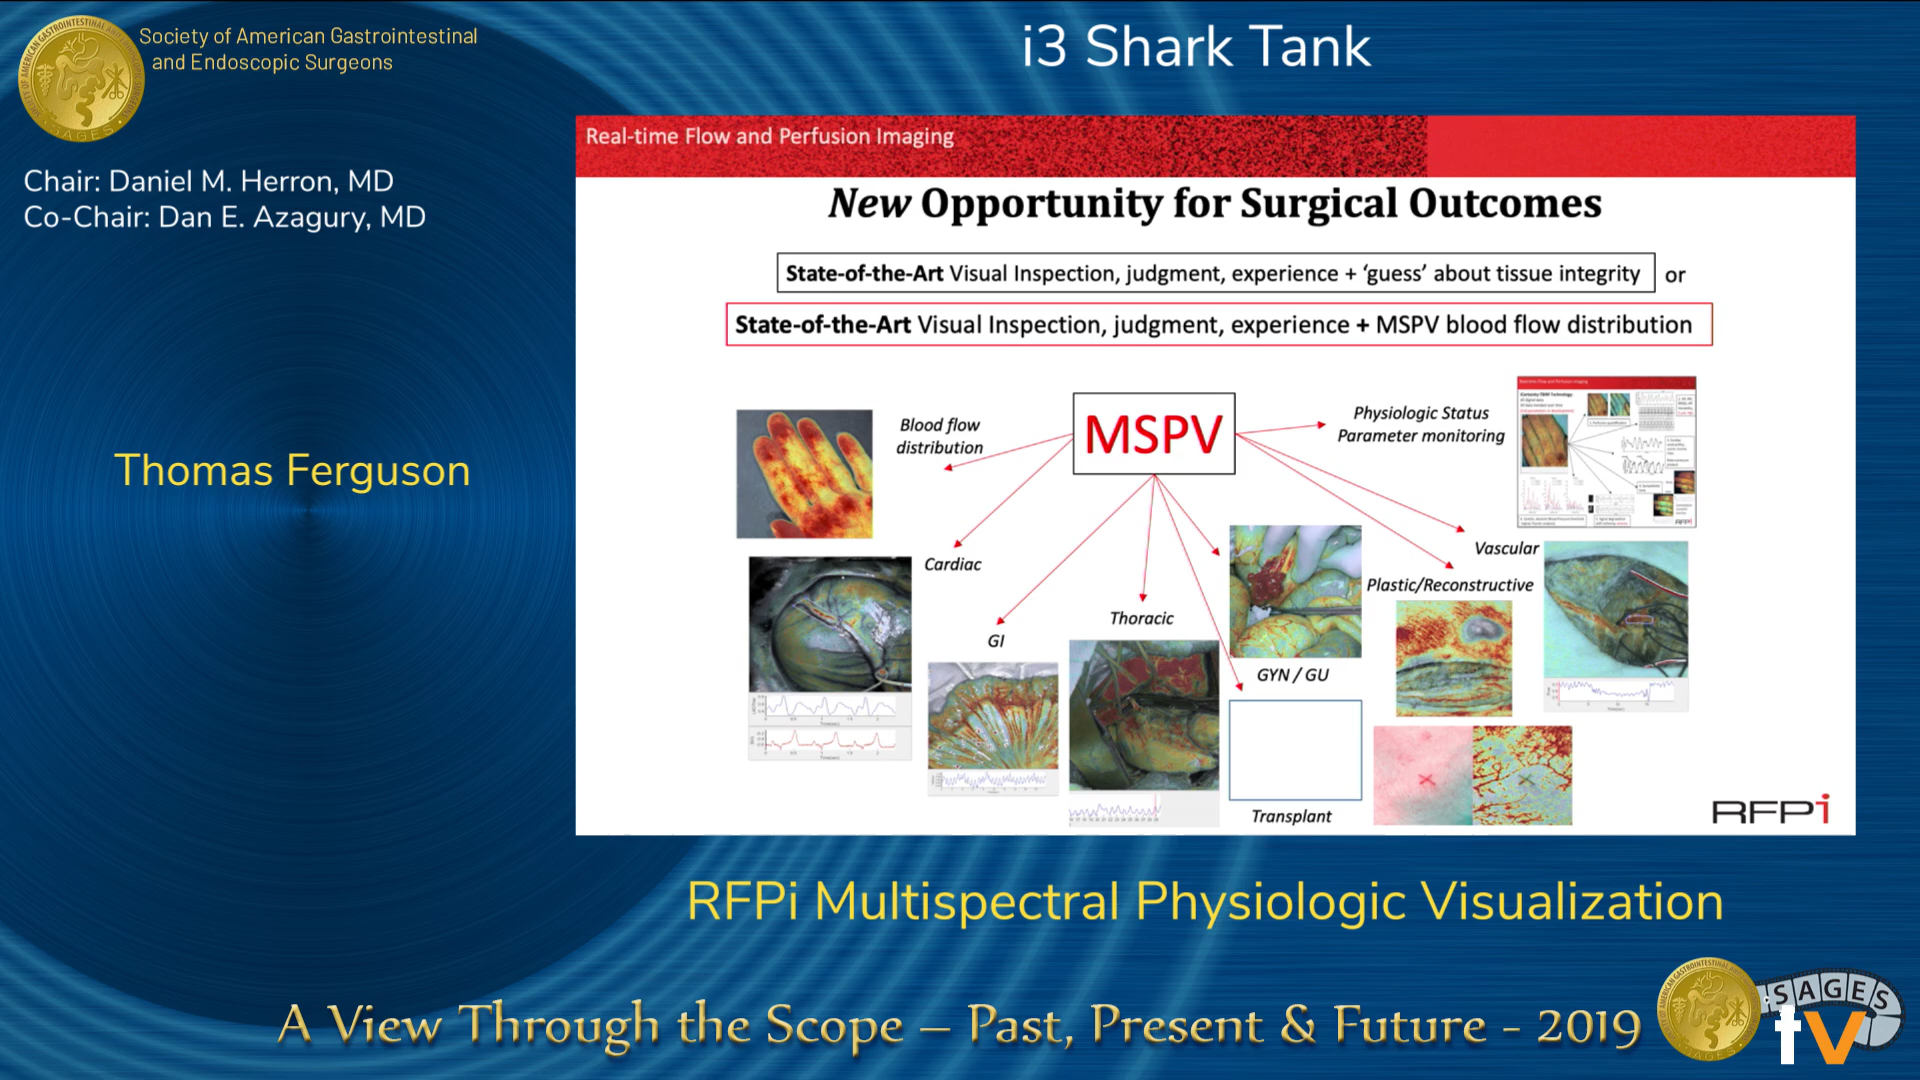 Society of American Gastrointestinal
and Endoscopic Surgeons
i3 Shark Tank
Chair: Daniel M. Herron, MD
Co-Chair: Dan E. Azagury, MD
Thomas Ferguson
Real-time Flow and Perfusion Imaging
New Opportunity for Surgical Outcomes
State-of-the-Art Visual Inspection, judgment, experience + ‘guess’ about tissue integrity or
State-of-the-Art Visual Inspection, judgment, experience + MSPV blood flow distribution
MSPV
Blood flow
distribution
Physiologic Status
Parameter monitoring
Cardiac
GI
Thoracic
GYN / GU
Transplant
Plastic/Reconstructive
Vascular
RFPi
RFPi Multispectral Physiologic Visualization
A View Through the Scope – Past, Present & Future - 2019
SAGES
tv